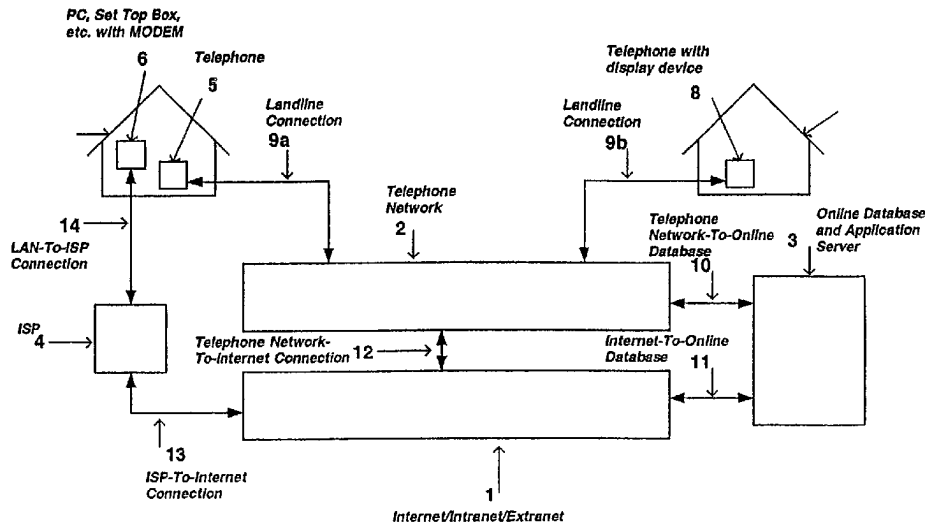 PC, Set Top Box,
etc. with MODEM
6
Telephone
5
Landline
Connection
9a
Telephone with
display device
8
Landline
Connection
9b
14
LAN-To-ISP
Connection
Telephone
Network
2
Telephone
Network-To-Online
Database
10
Online Database
and Application
Server
3
ISP
4
Telephone Network-
To-Internet Connection
12
Internet-To-Online
Database
11
13
ISP-To-Internet
Connection
1
Internet/Intranet/Extranet